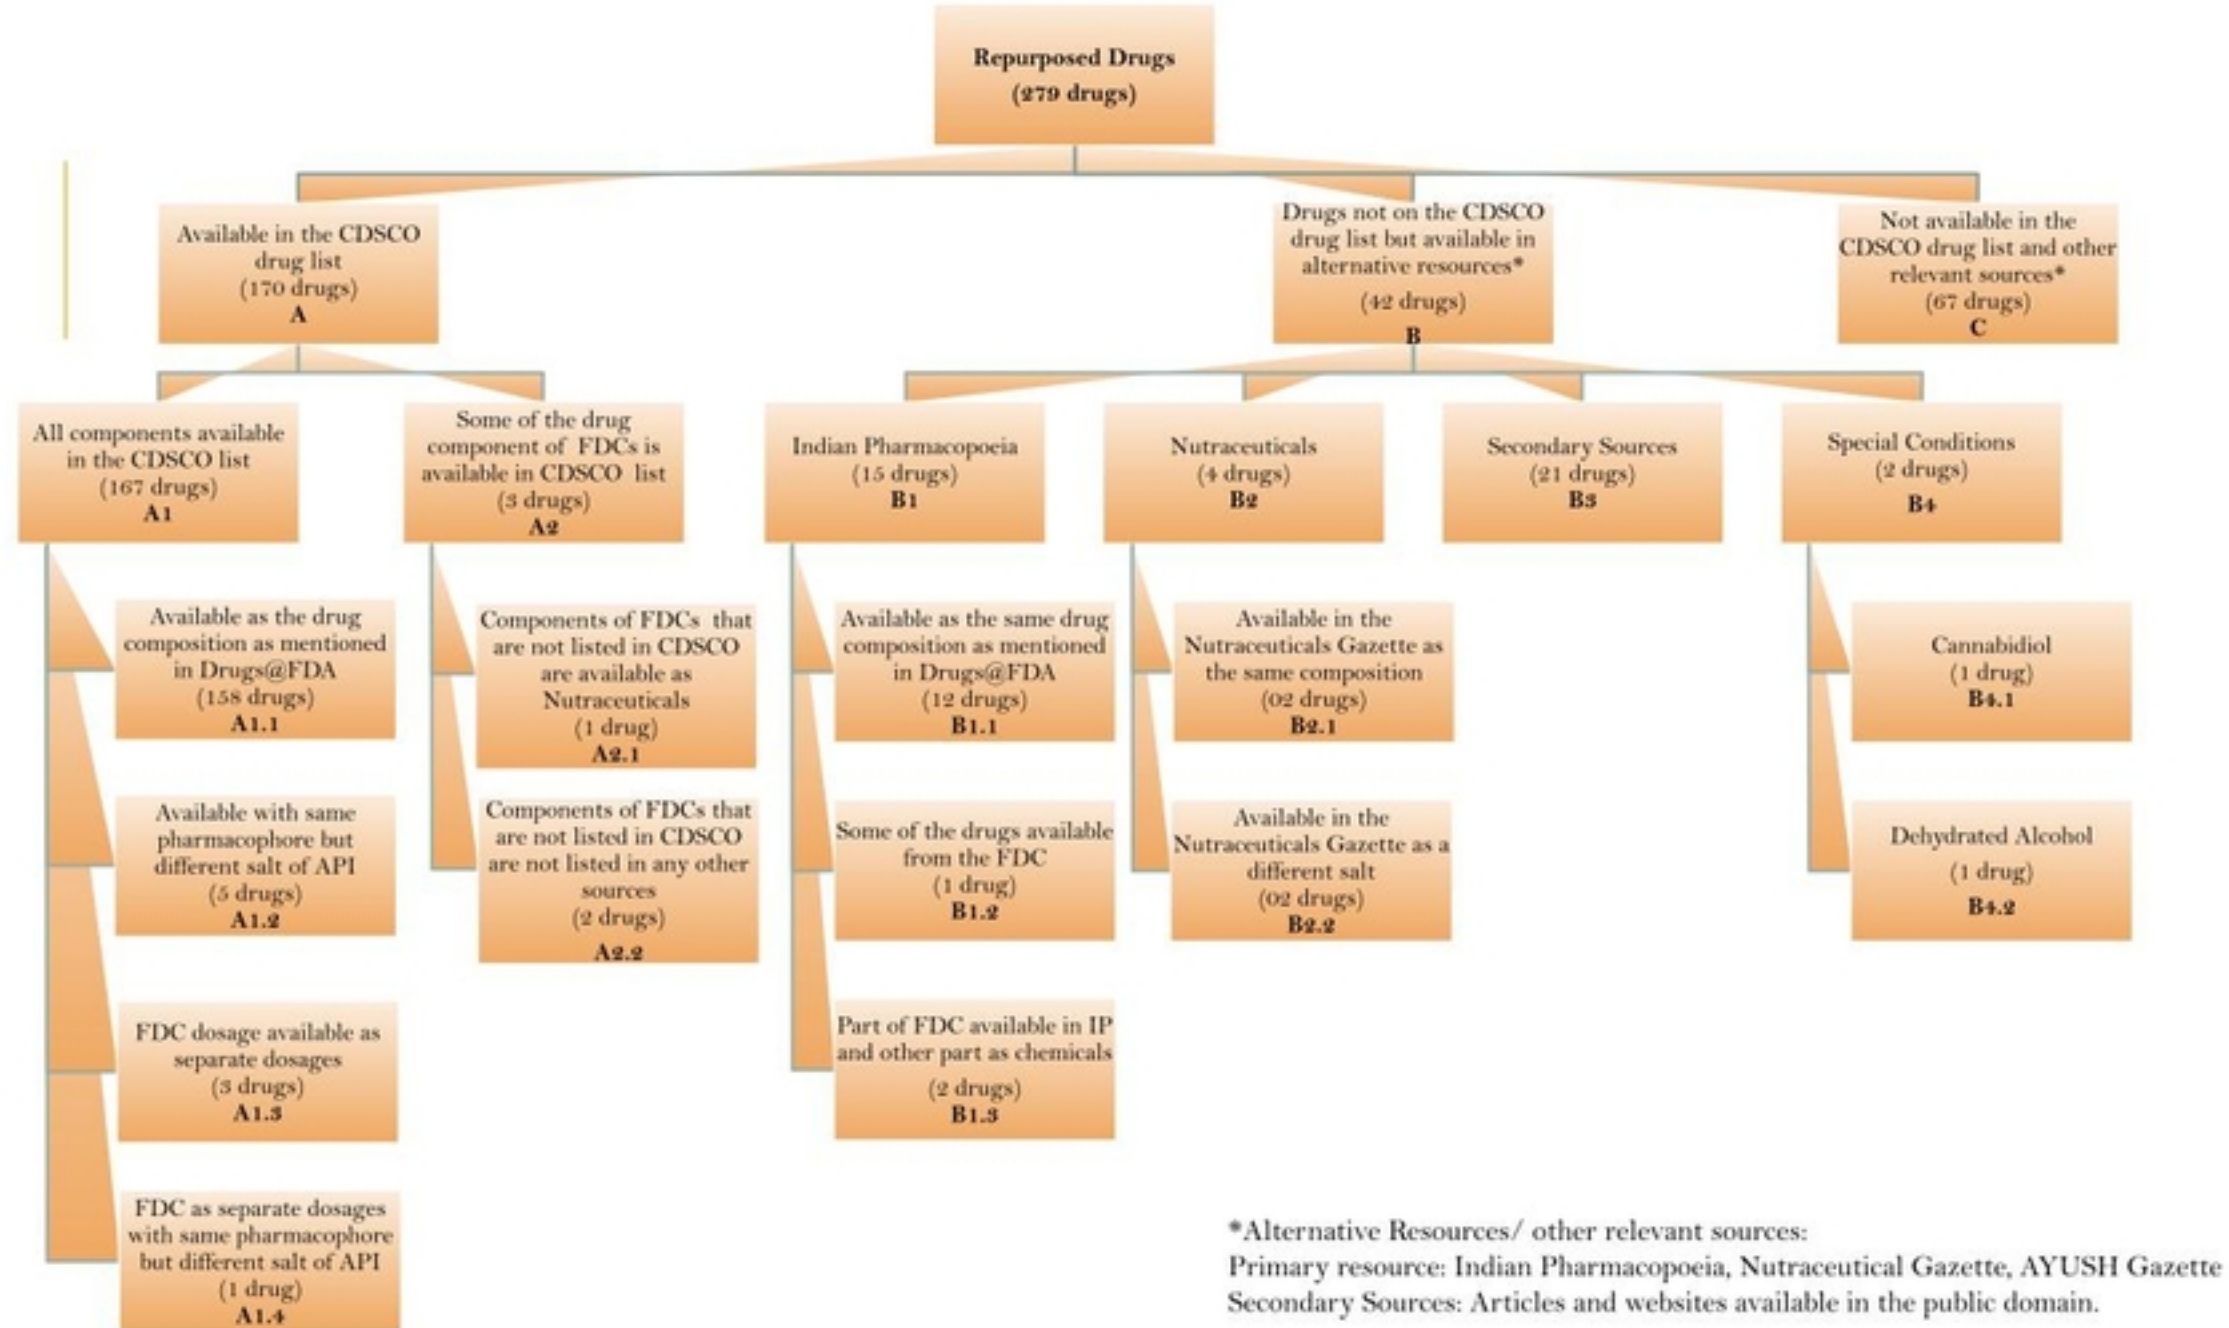 Repurposed Drugs
(279 drugs)
Available in the CDSCO
drug list
(170 drugs)
A
Drugs not on the CDSCO
drug list but available in
alternative resources*
(42 drugs)
B
Not available in the
CDSCO drug list and other
relevant sources*
(67 drugs)
C
All components available
in the CDSCO list
(167 drugs)
A1
Some of the drug
component of FDCs is
available in CDSCO list
(3 drugs)
A2
Indian Pharmacopoeia
(15 drugs)
B1
Nutraceuticals
(4 drugs)
B2
Secondary Sources
(21 drugs)
B3
Special Conditions
(2 drugs)
B4
Available as the drug
composition as mentioned
in Drugs@FDA
(158 drugs)
A1.1
Available with same
pharmacophore but
different salt of API
(5 drugs)
A1.2
FDC dosage available as
separate dosages
(3 drugs)
A1.3
FDC as separate dosages
with same pharmacophore
but different salt of API
(1 drug)
A1.4
Components of FDCs that
are not listed in CDSCO
are available as
Nutraceuticals
(1 drug)
A2.1
Components of FDCs that
are not listed in CDSCO
are not listed in any other
sources
(2 drugs)
A2.2
Available as the same drug
composition as mentioned
in Drugs@FDA
(12 drugs)
B1.1
Some of the drugs available
from the FDC
(1 drug)
B1.2
Part of FDC available in IP
and other part as chemicals
(2 drugs)
B1.3
Available in the
Nutraceuticals Gazette as
the same composition
(02 drugs)
B2.1
Available in the
Nutraceuticals Gazette as a
different salt
(02 drugs)
B2.2
Cannabidiol
(1 drug)
B4.1
Dehydrated Alcohol
(1 drug)
B4.2
*Alternative Resources/ other relevant sources:
Primary resource: Indian Pharmacopoeia, Nutraceutical Gazette, AYUSH Gazette
Secondary Sources: Articles and websites available in the public domain.